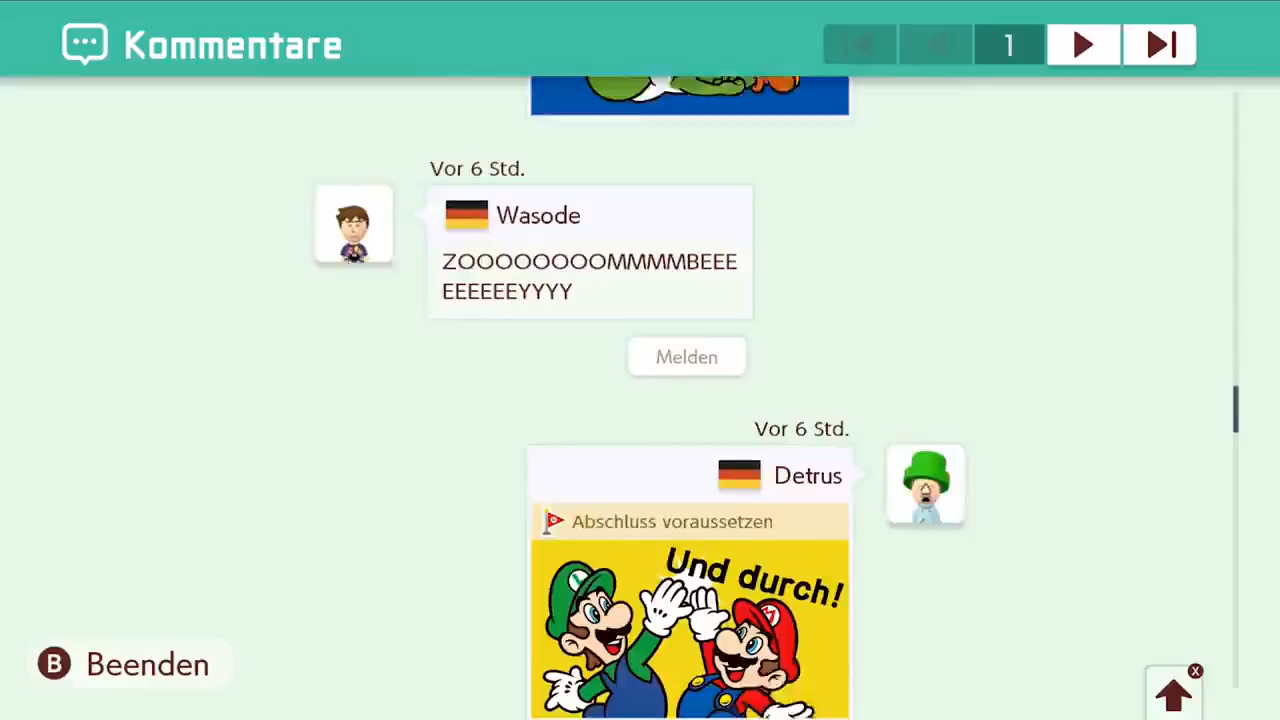 Kommentare
1
Vor 6 Std.
Wasode
ZOOOOOOOOMMMMBEEE
EEEEEEYYYY
Melden
Vor 6 Std.
Detrus
Abschluss voraussetzen
Und durch!
B Beenden
X